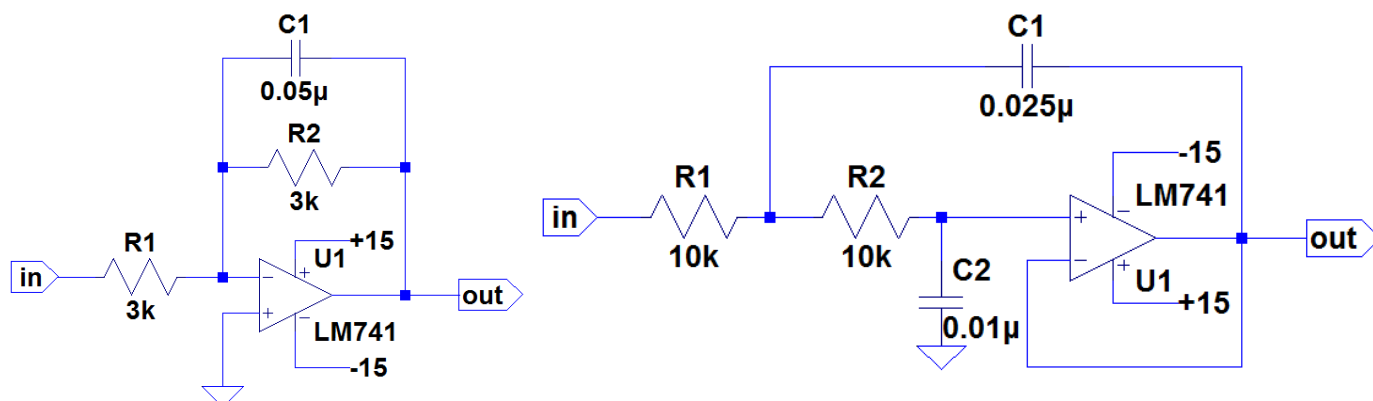 C1
0.05µ
R2
3k
in
R1
3k
+15
U1
-
+
+
-
LM741
-15
out
C1
0.025µ
in
R1
10k
R2
10k
C2
0.01µ
-15
LM741
+
-
-
+
U1
+15
out